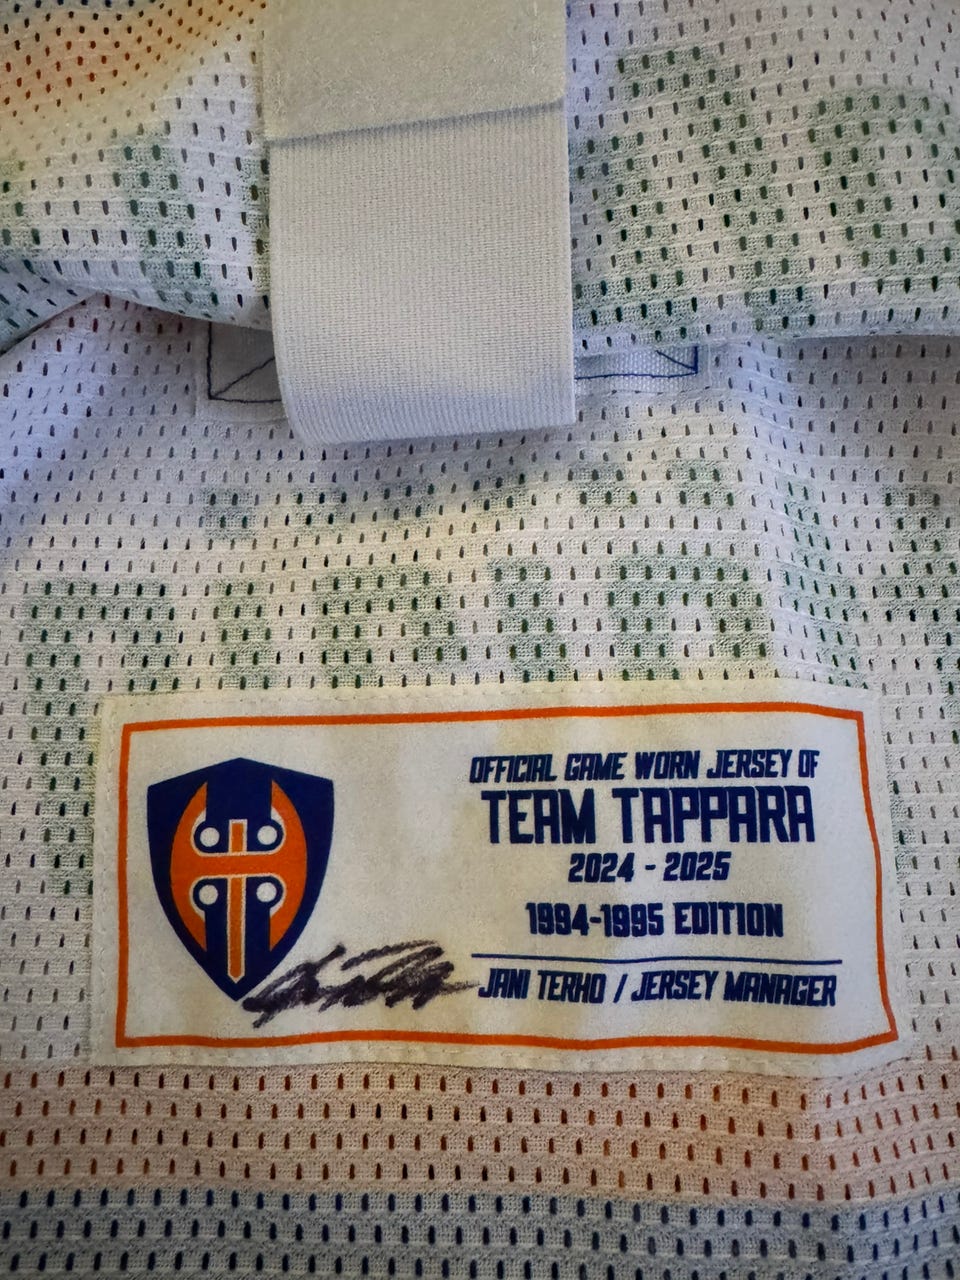 OFFICIAL GAME WORN JERSEY OF
TEAM TAPPARA
2024 - 2025
1994-1995 EDITION
JANI TERHO / JERSEY MANAGER